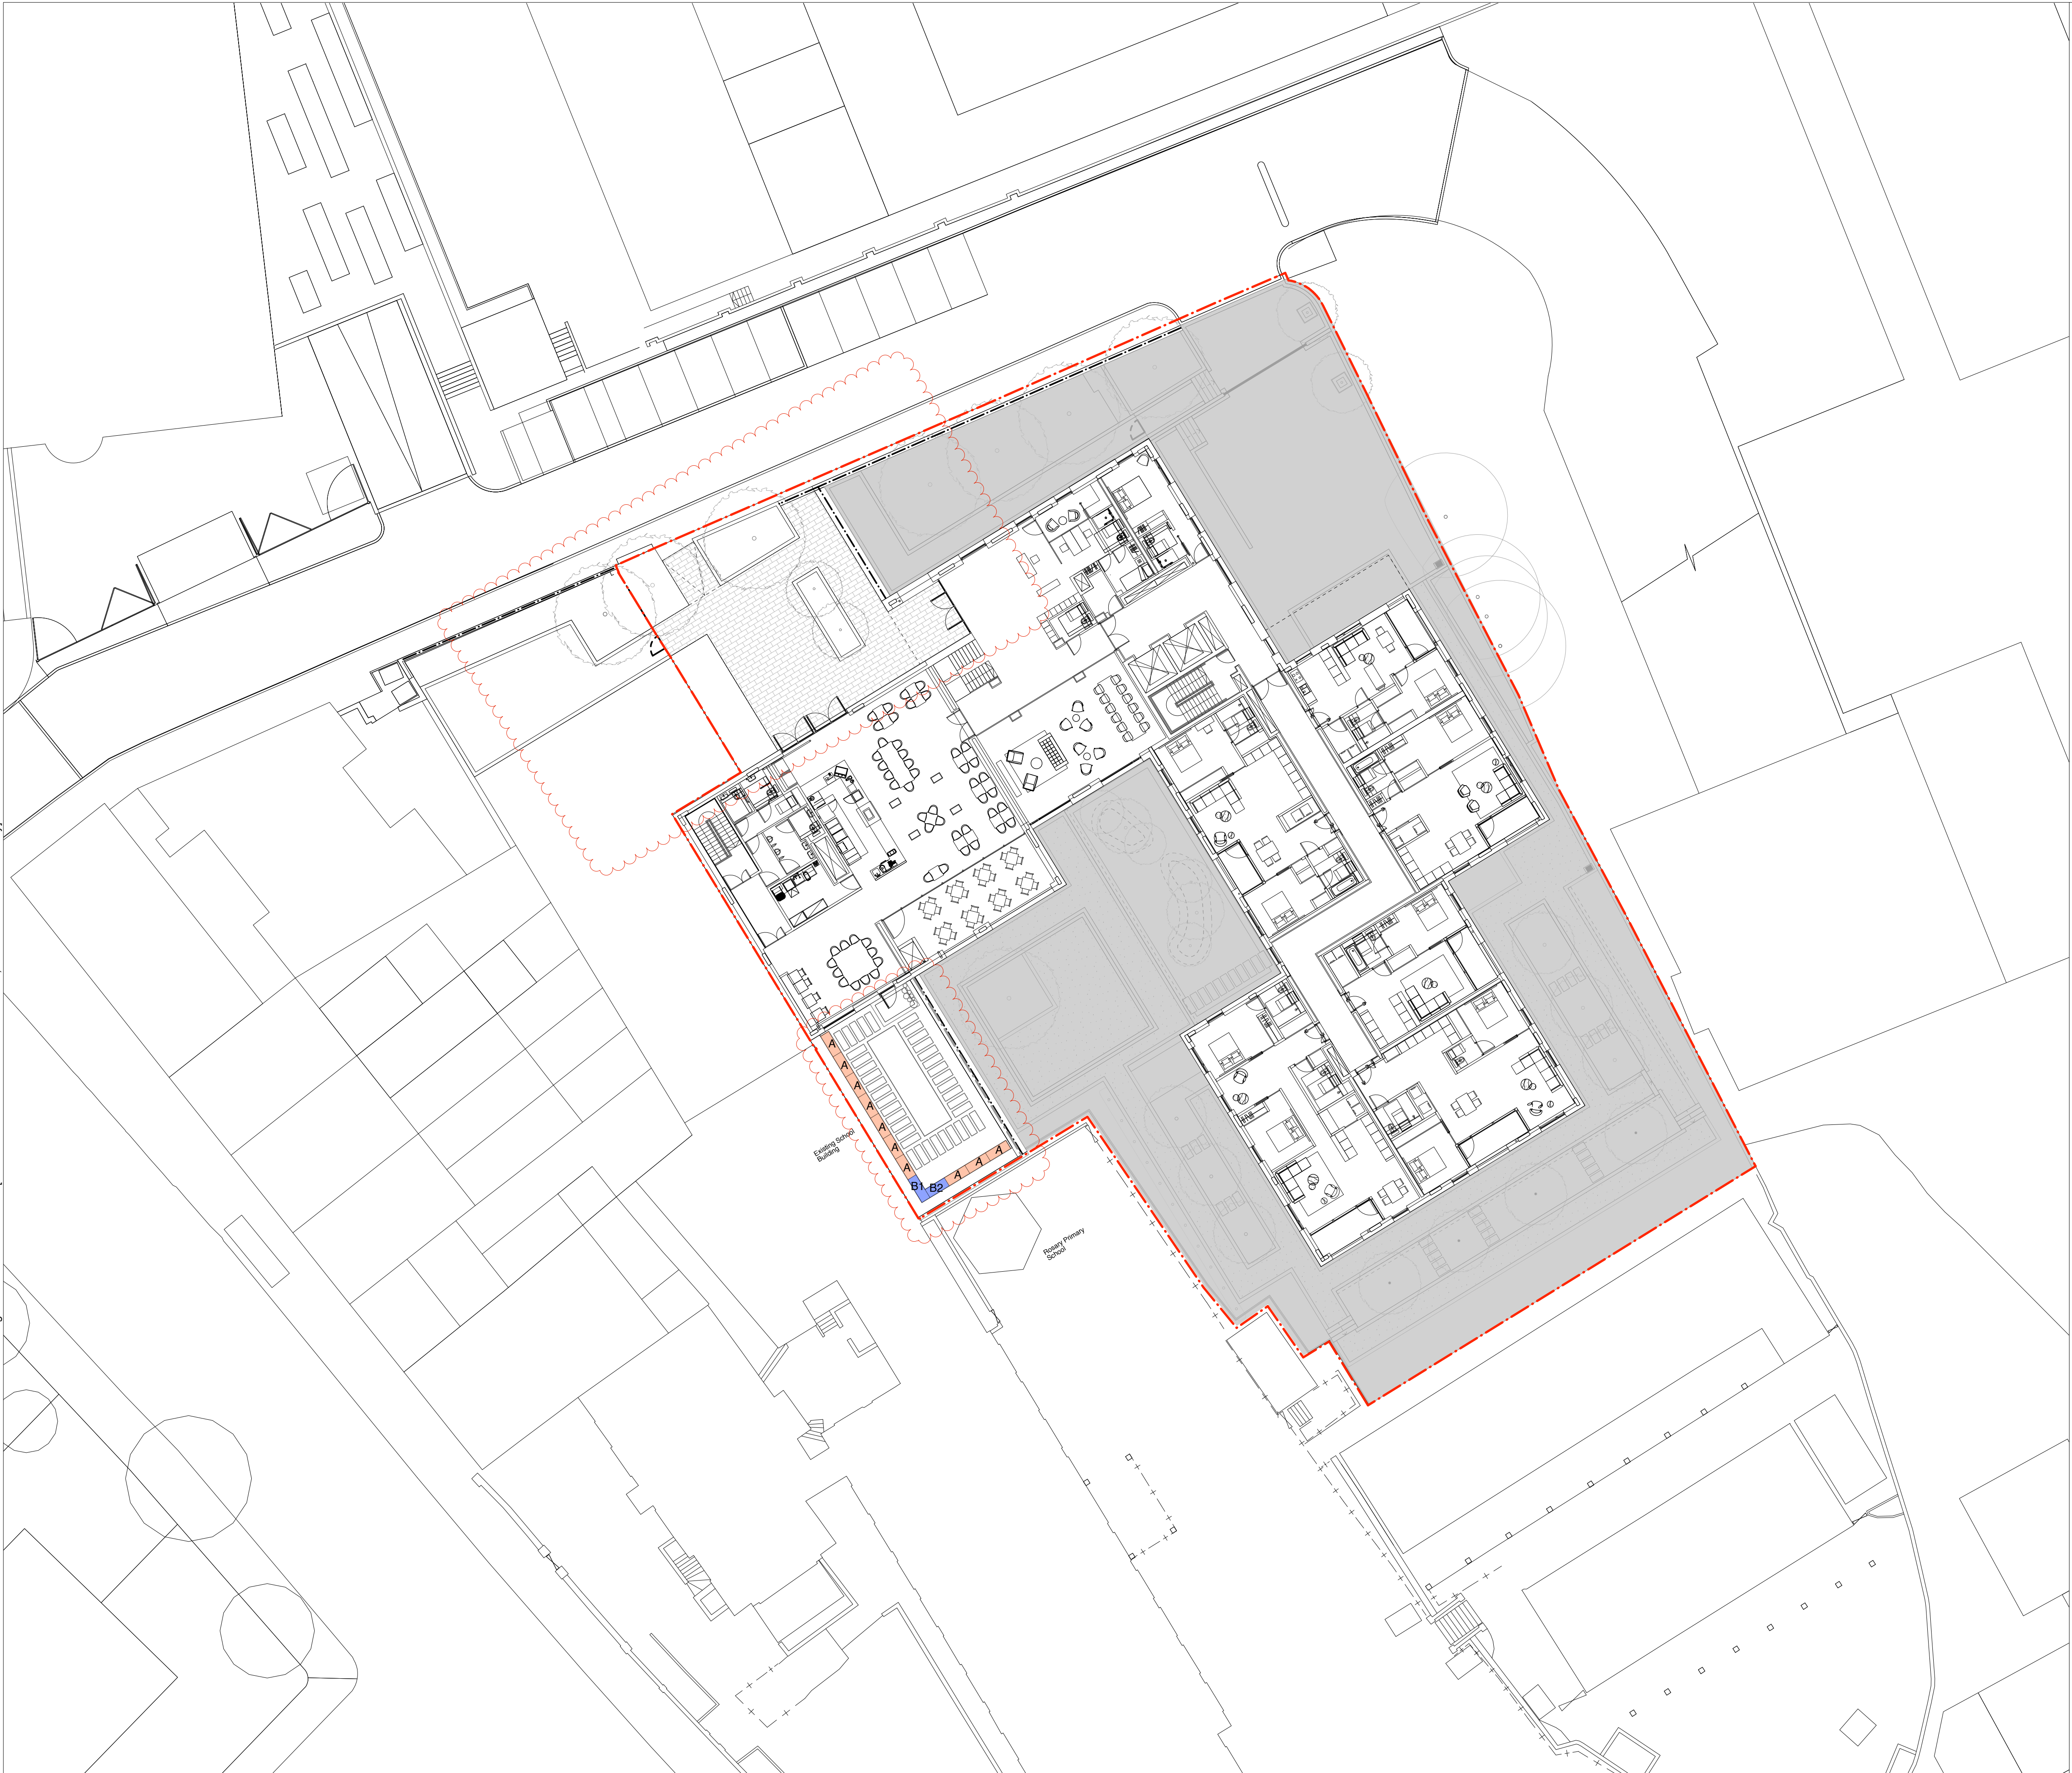 A
A
A
A
A
A
A
B1 B2 A A A
Existing School
Building
Rosary Primary
School